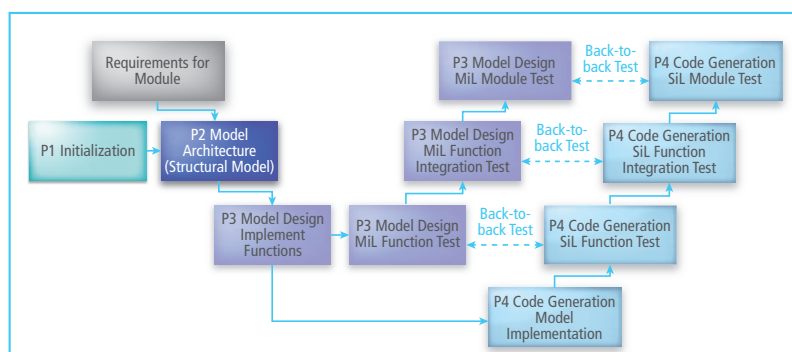 Requirements for
Module
P1 Initialization
P2 Model
Architecture
(Structural Model)
P3 Model Design
Implement
Functions
P3 Model Design
MiL Function Test
P3 Model Design
MiL Function
Integration Test
P3 Model Design
MiL Module Test
Back-to-
back Test
P4 Code Generation
SiL Module Test
Back-to-
back Test
P4 Code Generation
SiL Function
Integration Test
Back-to-
back Test
P4 Code Generation
SiL Function Test
P4 Code Generation
Model
Implementation